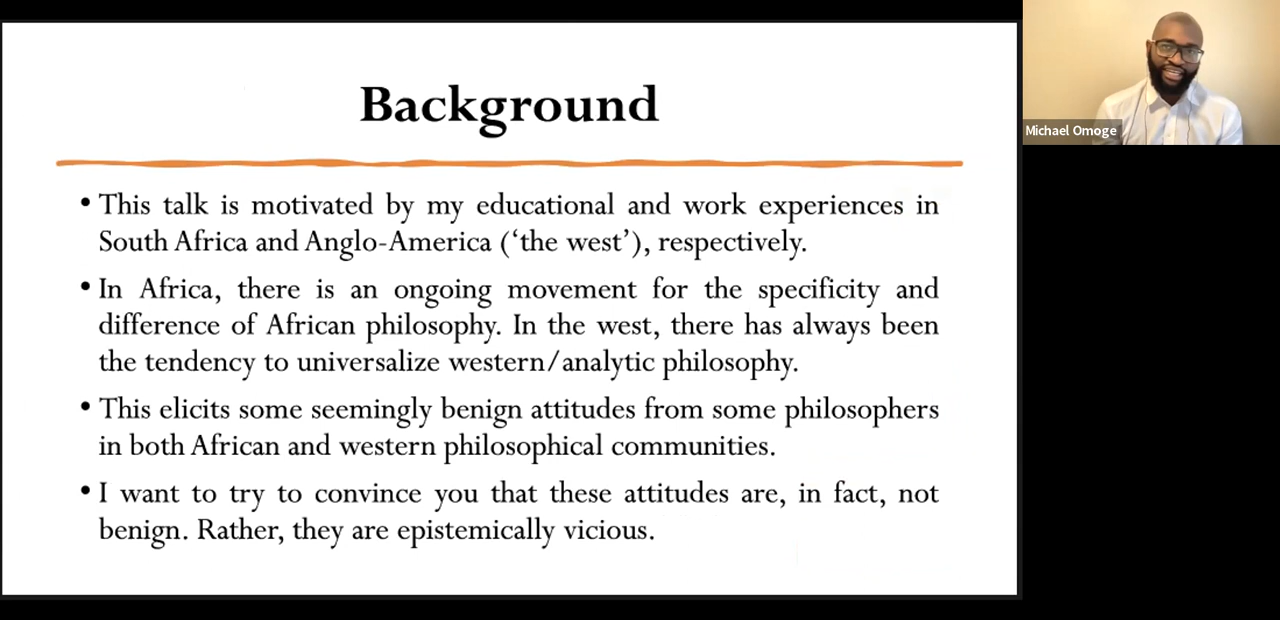 Background
• This talk is motivated by my educational and work experiences in
South Africa and Anglo-America (‘the west’), respectively.
• In Africa, there is an ongoing movement for the specificity and
difference of African philosophy. In the west, there has always been
the tendency to universalize western/analytic philosophy.
• This elicits some seemingly benign attitudes from some philosophers
in both African and western philosophical communities.
• I want to try to convince you that these attitudes are, in fact, not
benign. Rather, they are epistemically vicious.
Michael Omoge